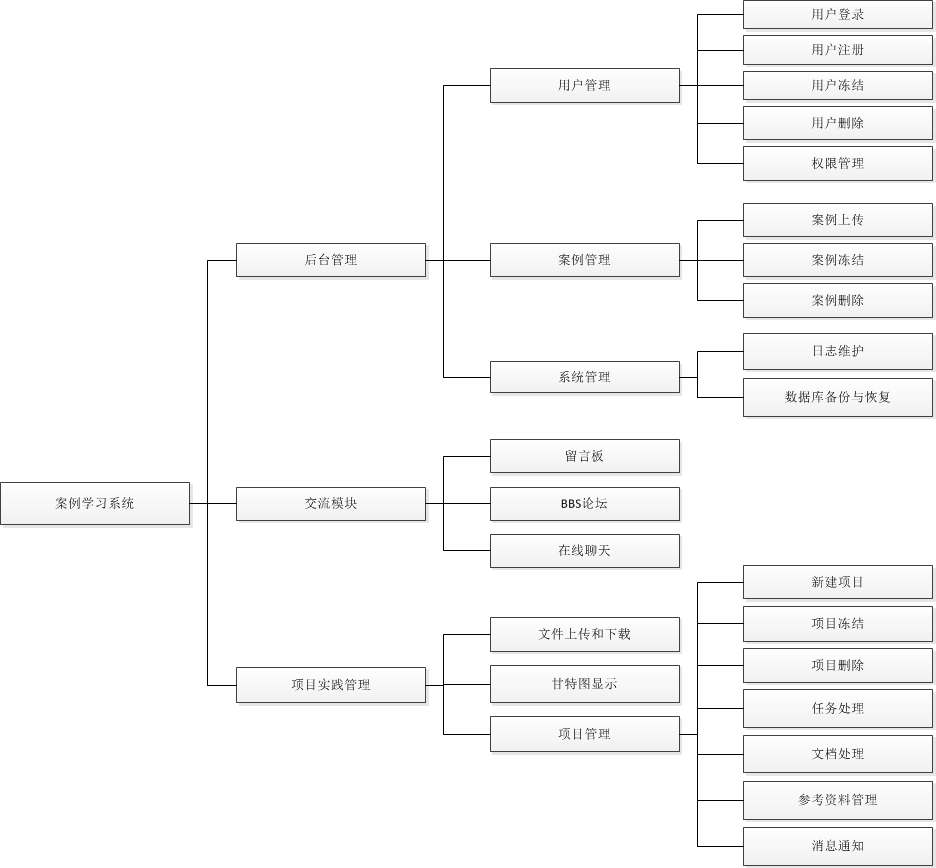 案例学习系统
后台管理
用户管理
用户登录
用户注册
用户冻结
用户删除
权限管理
案例管理
案例上传
案例冻结
案例删除
系统管理
日志维护
数据库备份与恢复
交流模块
留言板
BBS论坛
在线聊天
项目实践管理
文件上传和下载
甘特图显示
项目管理
新建项目
项目冻结
项目删除
任务处理
文档处理
参考资料管理
消息通知